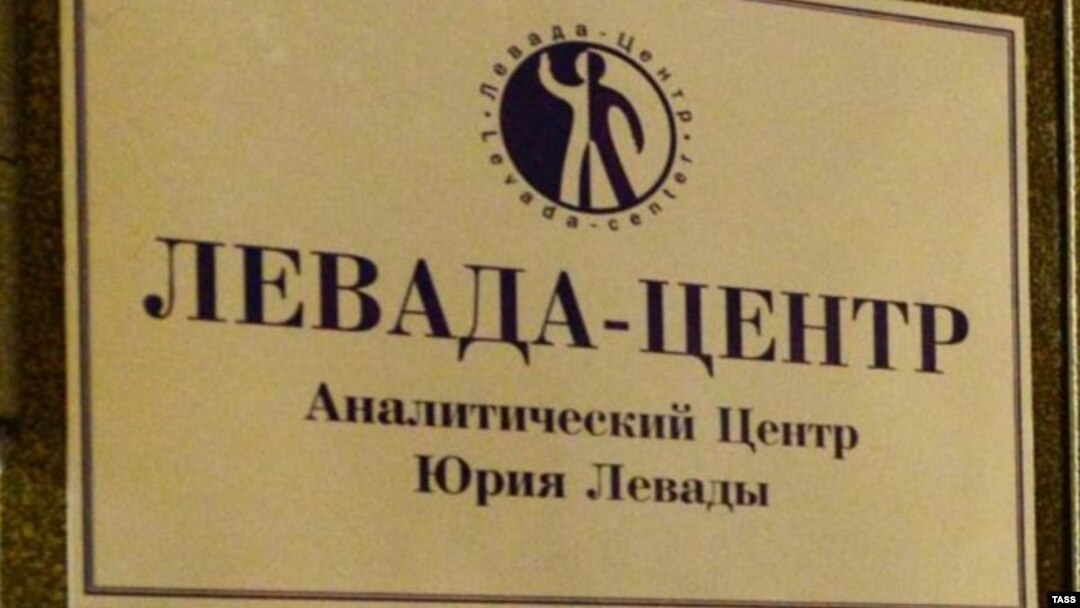 Левада-Центр
Levada-center
ЛЕВАДА-ЦЕНТР
Аналитический Центр
Юрия Левады
TASS